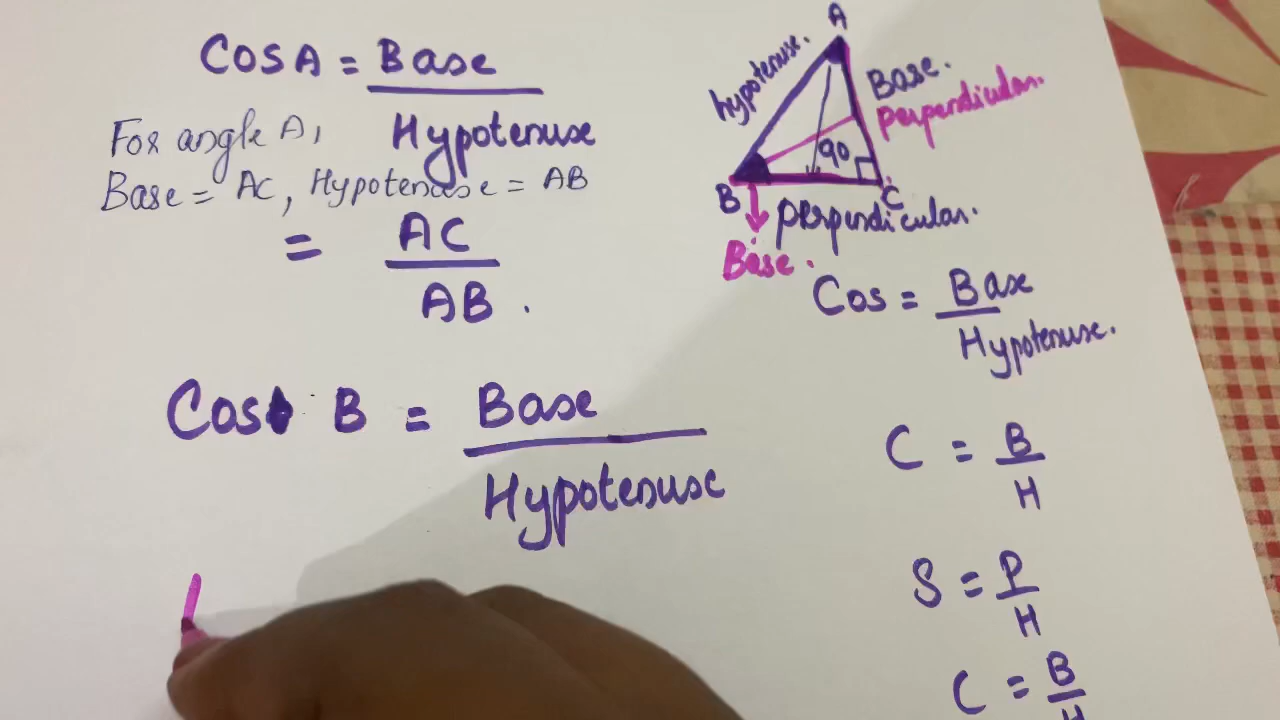 COSA = Base
Hypotenuse
For angle A,
Base = AC, Hypotenuse = AB
= AC
AB .
Cos B = Base
Hypotenuse
A
hypotenuse.
Base.
perpendicular.
90
B
C
perpendicular.
Base.
Cos = Base
Hypotenuse.
C = B
H
S = P
H
C = B
H